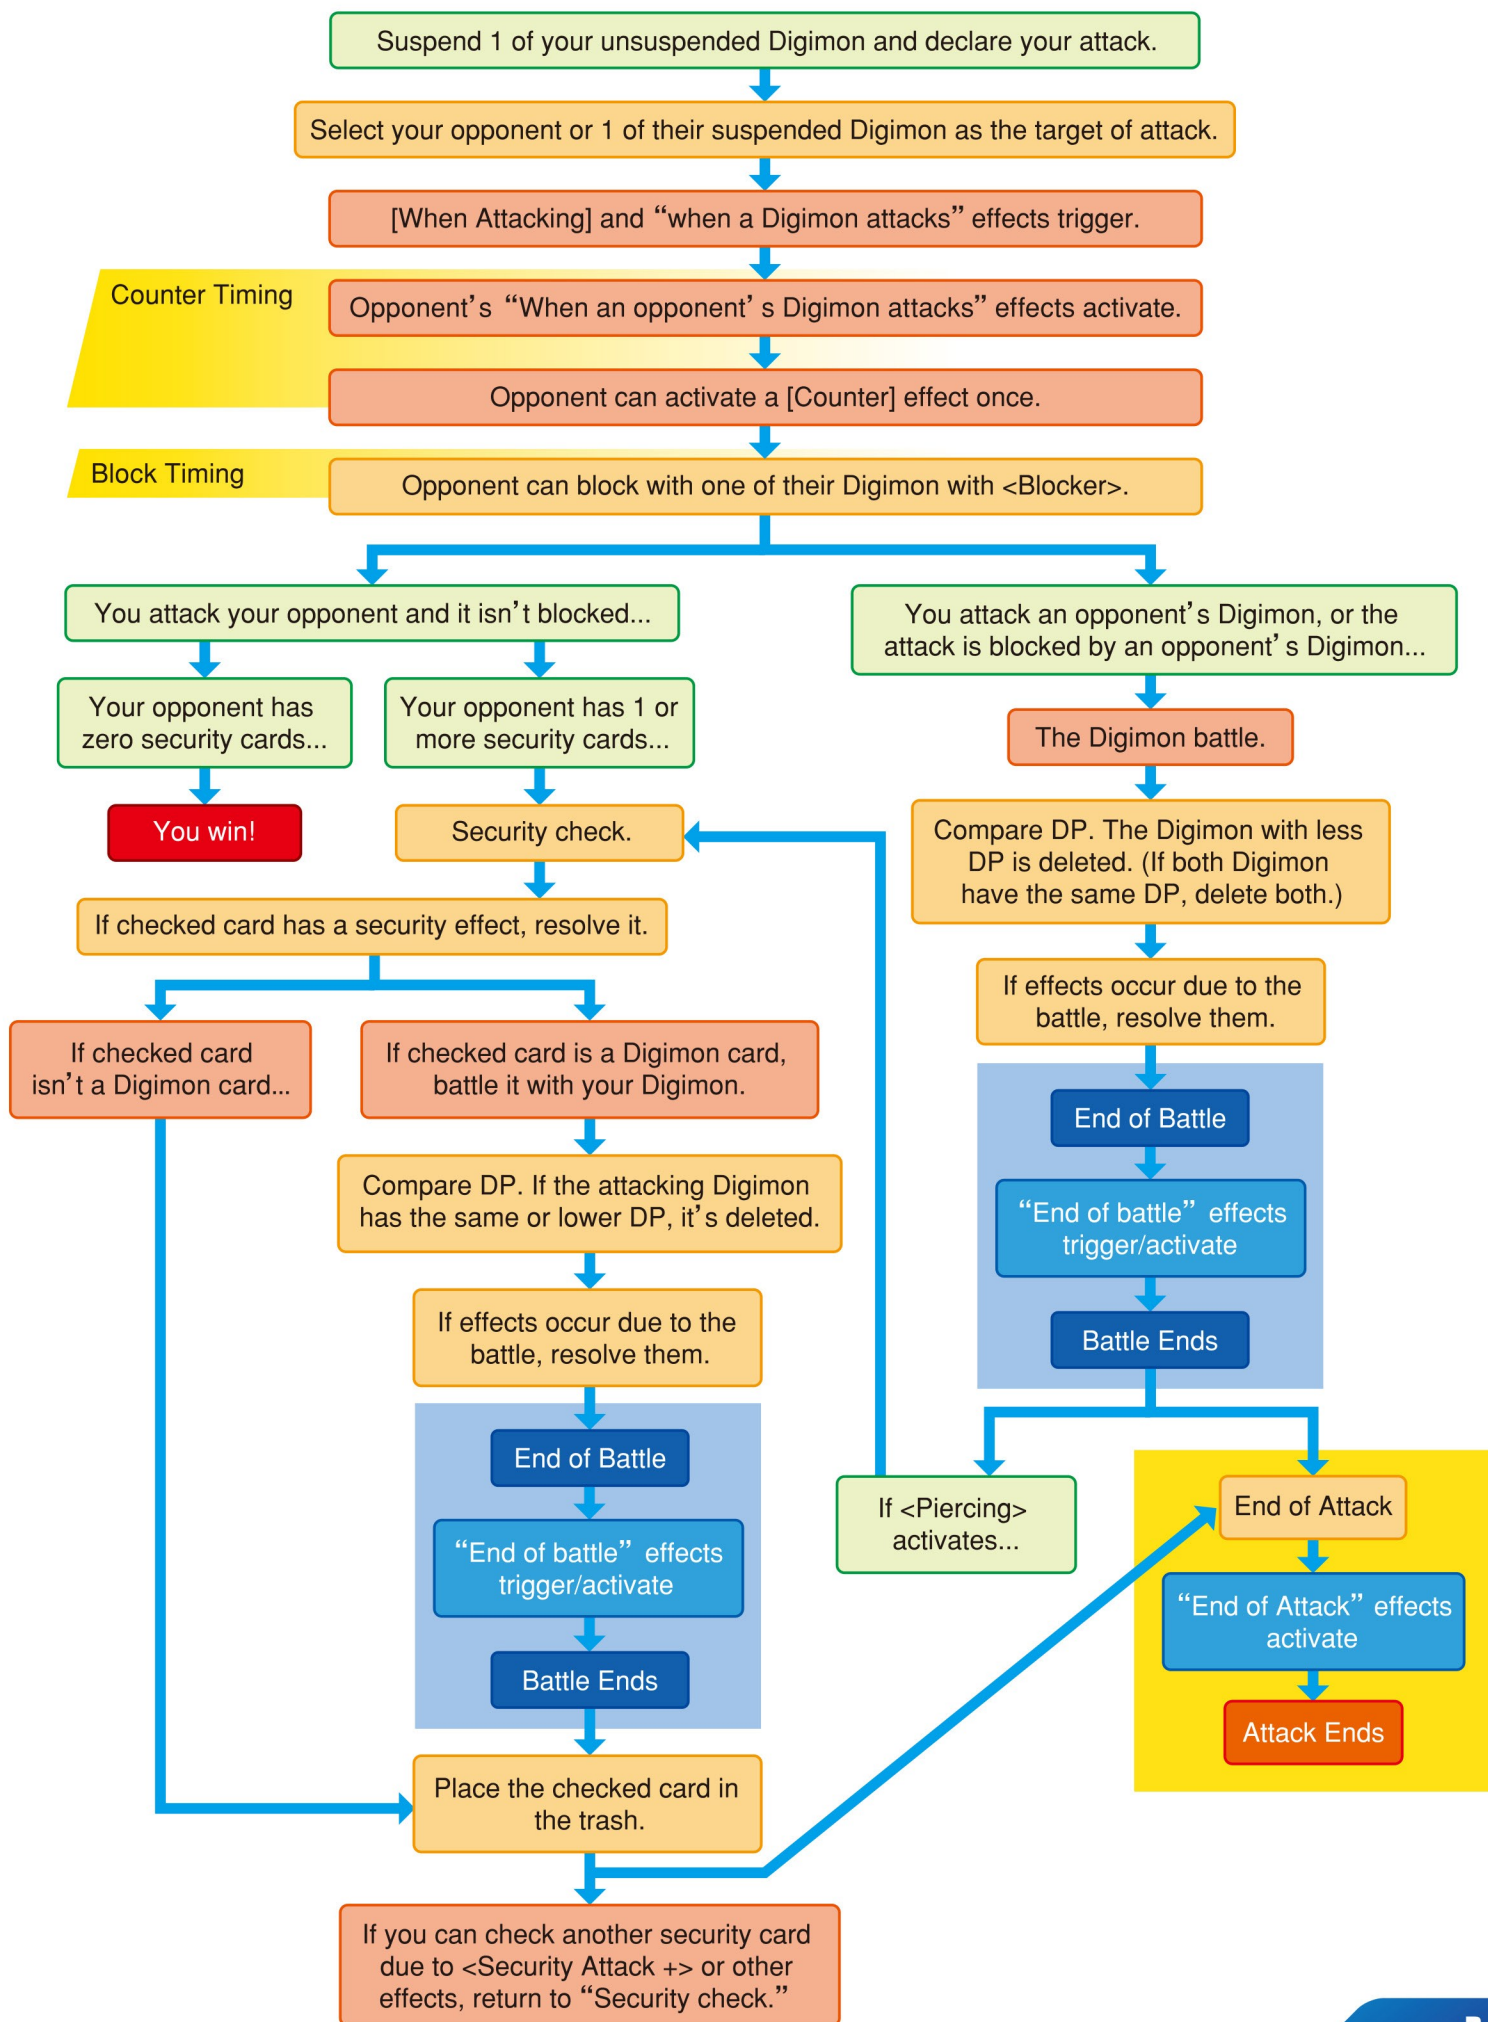 Suspend 1 of your unsuspended Digimon and declare your attack.
Select your opponent or 1 of their suspended Digimon as the target of attack.
[When Attacking] and “when a Digimon attacks” effects trigger.
Counter Timing
Opponent’s “When an opponent’s Digimon attacks” effects activate.
Opponent can activate a [Counter] effect once.
Block Timing
Opponent can block with one of their Digimon with <Blocker>.
You attack your opponent and it isn’t blocked...
Your opponent has
zero security cards...
You win!
Your opponent has 1 or
more security cards...
Security check.
If checked card has a security effect, resolve it.
If checked card
isn’t a Digimon card...
If checked card is a Digimon card,
battle it with your Digimon.
Compare DP. If the attacking Digimon
has the same or lower DP, it’s deleted.
If effects occur due to the
battle, resolve them.
End of Battle
“End of battle” effects
trigger/activate
Battle Ends
Place the checked card in
the trash.
If you can check another security card
due to <Security Attack +> or other
effects, return to “Security check.”
You attack an opponent’s Digimon, or the
attack is blocked by an opponent’s Digimon...
The Digimon battle.
Compare DP. The Digimon with less
DP is deleted. (If both Digimon
have the same DP, delete both.)
If effects occur due to the
battle, resolve them.
End of Battle
“End of battle” effects
trigger/activate
Battle Ends
If <Piercing>
activates...
End of Attack
“End of Attack” effects
activate
Attack Ends